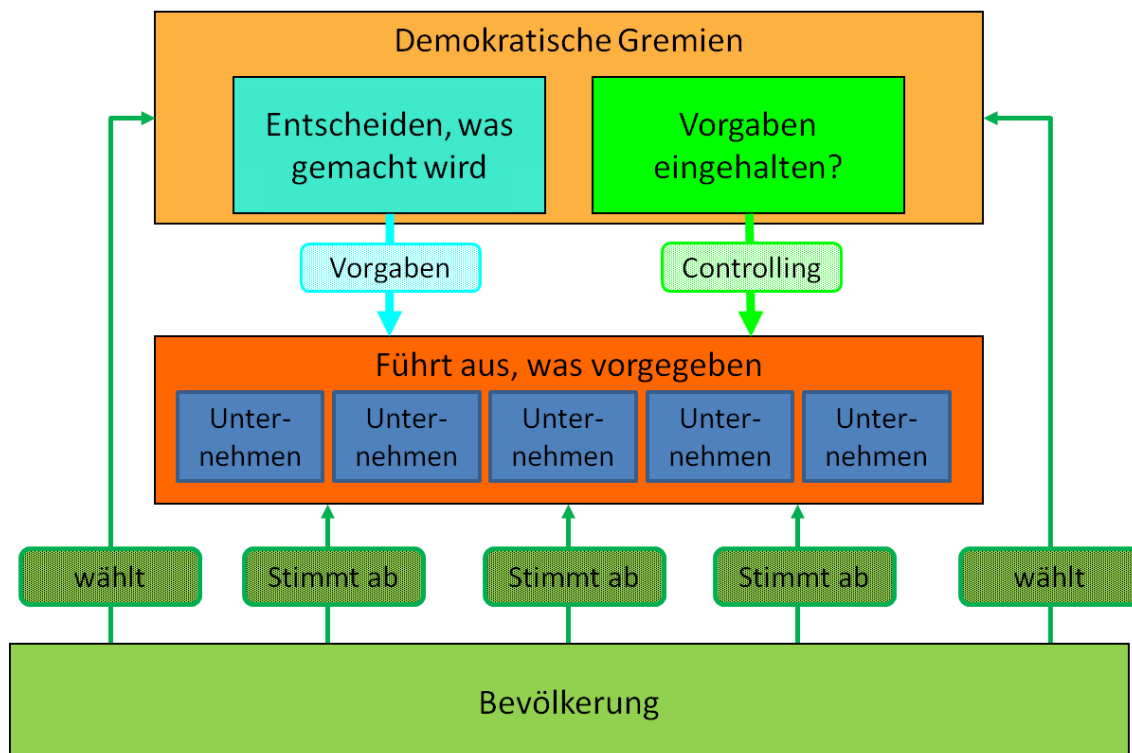 Demokratische Gremien
Entscheiden, was
gemacht wird
Vorgaben
eingehalten?
Vorgaben
Controlling
Führt aus, was vorgegeben
Unter-
nehmen
Unter-
nehmen
Unter-
nehmen
Unter-
nehmen
Unter-
nehmen
wählt
Stimmt ab
Stimmt ab
Stimmt ab
wählt
Bevölkerung